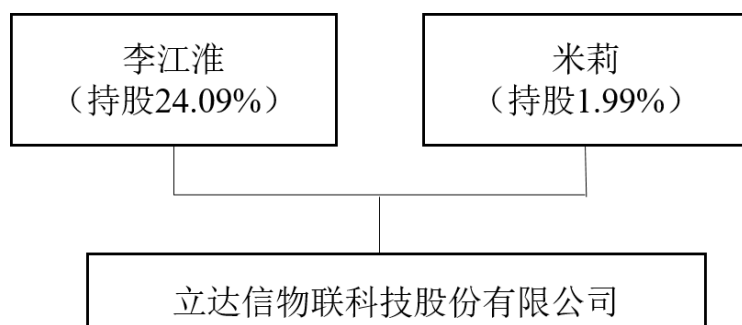 李江淮
（持股24.09%）
米莉
（持股1.99%）
立达信物联科技股份有限公司